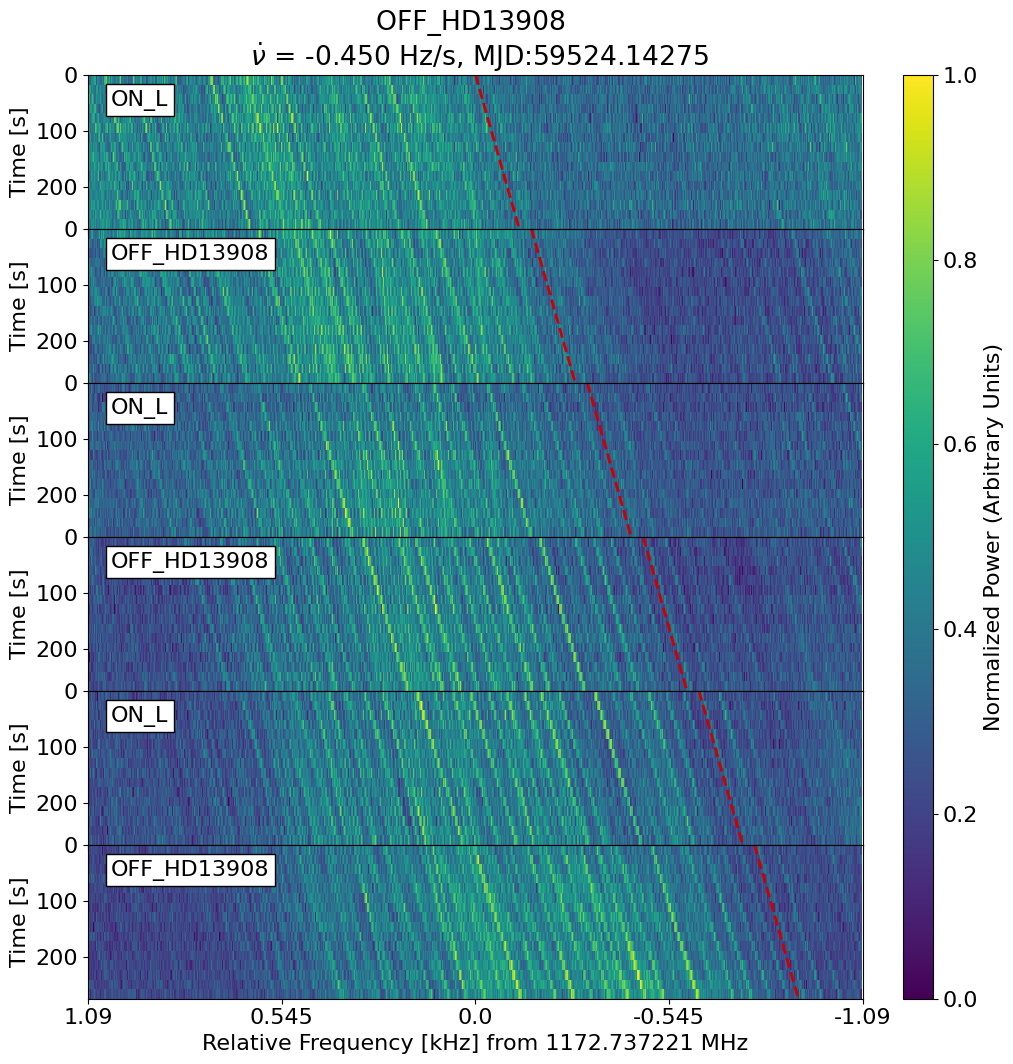 OFF_HD13908
ν̇ = -0.450 Hz/s, MJD:59524.14275
0
100
200
Time [s]
ON_L
0
100
200
Time [s]
OFF_HD13908
0
100
200
Time [s]
ON_L
0
100
200
Time [s]
OFF_HD13908
0
100
200
Time [s]
ON_L
0
100
200
Time [s]
OFF_HD13908
1.09 0.545 0.0 -0.545 -1.09
Relative Frequency [kHz] from 1172.737221 MHz
1.0
0.8
0.6
0.4
0.2
0.0
Normalized Power (Arbitrary Units)